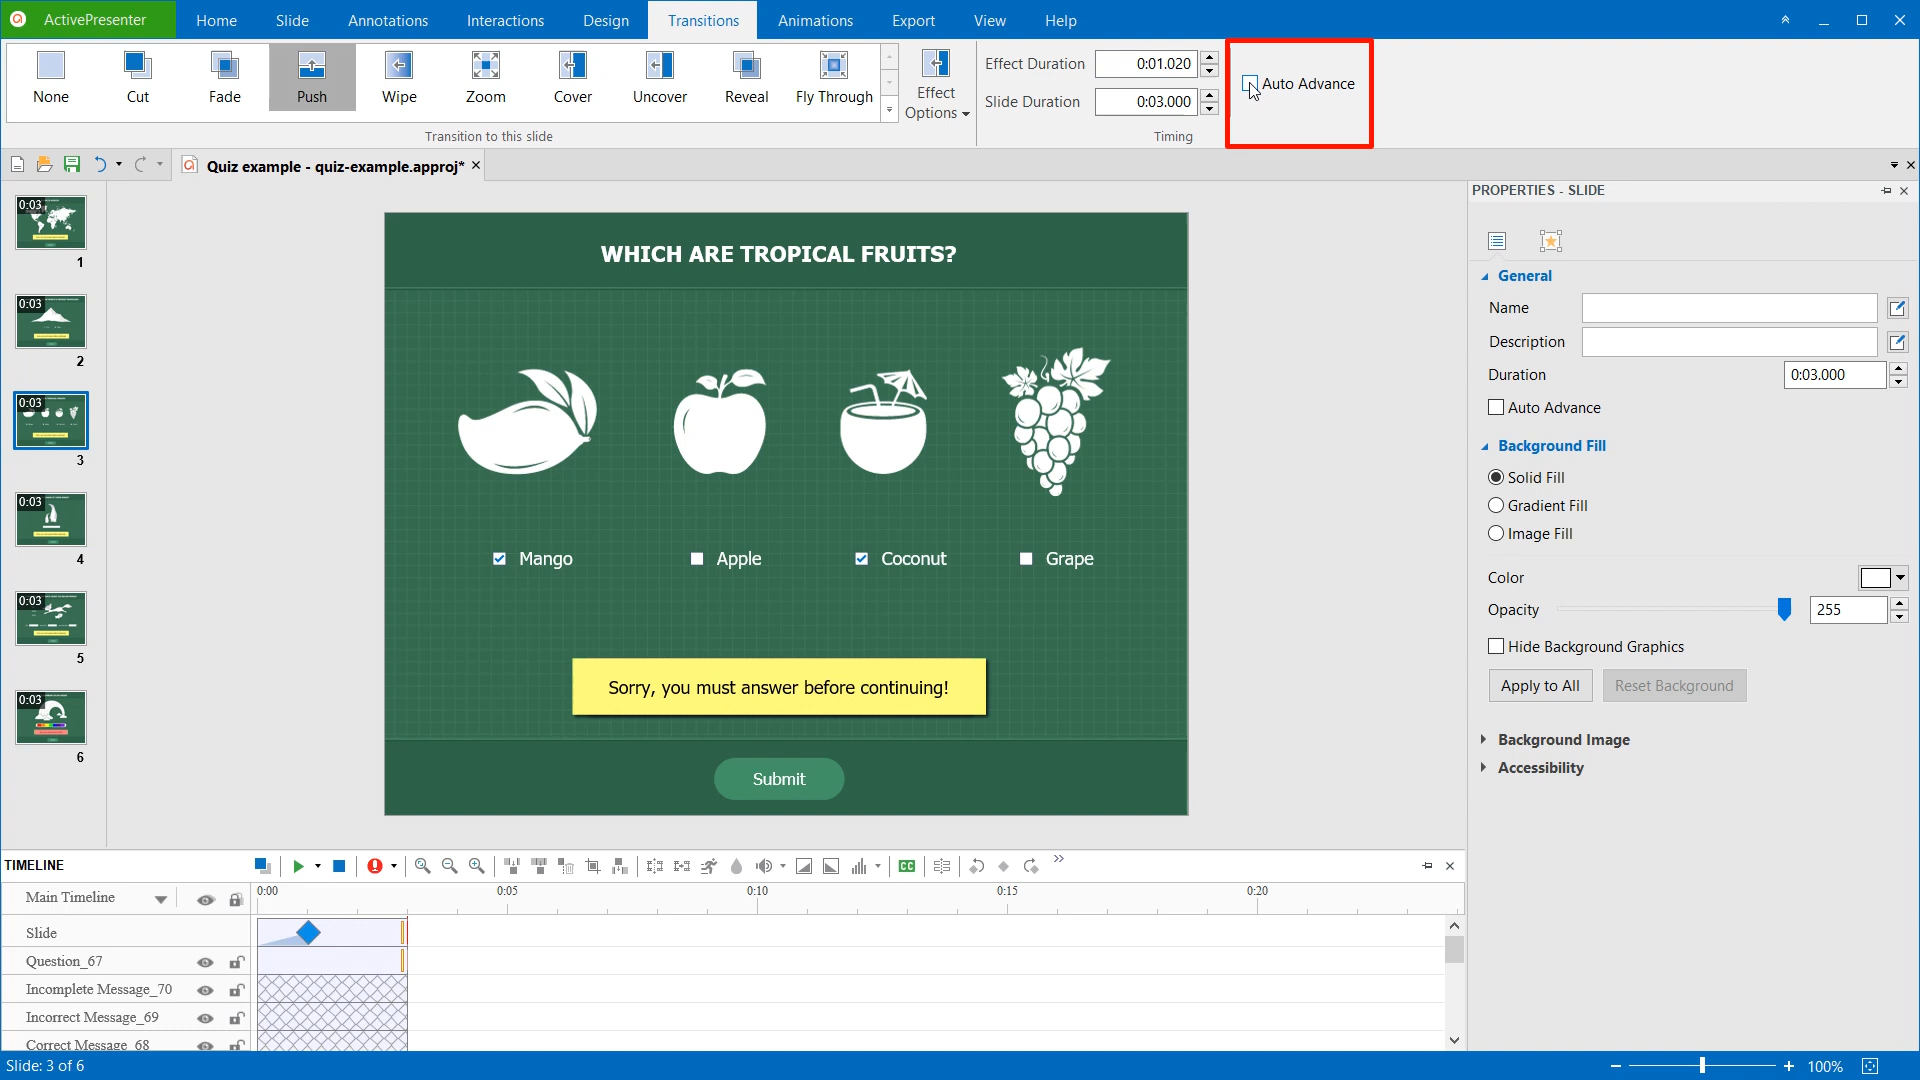 ActivePresenter
Home
Slide
Annotations
Interactions
Design
Transitions
Animations
Export
View
Help
None
Cut
Fade
Push
Wipe
Zoom
Cover
Uncover
Reveal
Fly Through
Effect
Options
Effect Duration 0:01.020
Slide Duration 0:03.000
Auto Advance
Transition to this slide
Timing
Quiz example - quiz-example.approj*
PROPERTIES - SLIDE
0:03
1
0:03
2
0:03
3
0:03
4
0:03
5
0:03
6
WHICH ARE TROPICAL FRUITS?
Mango
Apple
Coconut
Grape
Sorry, you must answer before continuing!
Submit
General
Name
Description
Duration 0:03.000
Auto Advance
Background Fill
Solid Fill
Gradient Fill
Image Fill
Color
Opacity 255
Hide Background Graphics
Apply to All
Reset Background
Background Image
Accessibility
TIMELINE
CC
Main Timeline
0:00
0:05
0:10
0:15
0:20
Slide
Question_67
Incomplete Message_70
Incorrect Message_69
Correct Message_68
Slide: 3 of 6
100%